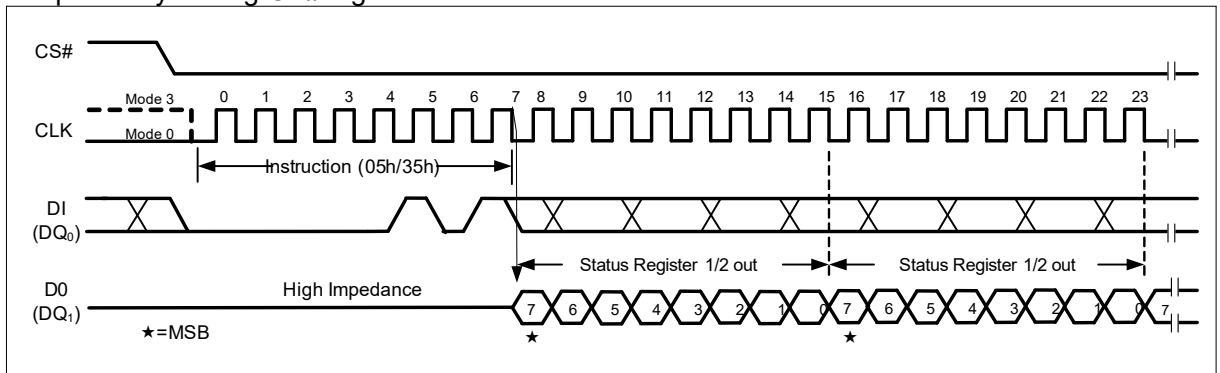 CS#
Mode 3
0 1 2 3 4 5 6 7 8 9 10 11 12 13 14 15 16 17 18 19 20 21 22 23
CLK
Mode 0
Instruction (05h/35h)
DI
(DQ0)
Status Register 1/2 out Status Register 1/2 out
D0
(DQ1)
High Impedance
7 6 5 4 3 2 1 0 7 6 5 4 3 2 1 0 7
★=MSB
★ ★